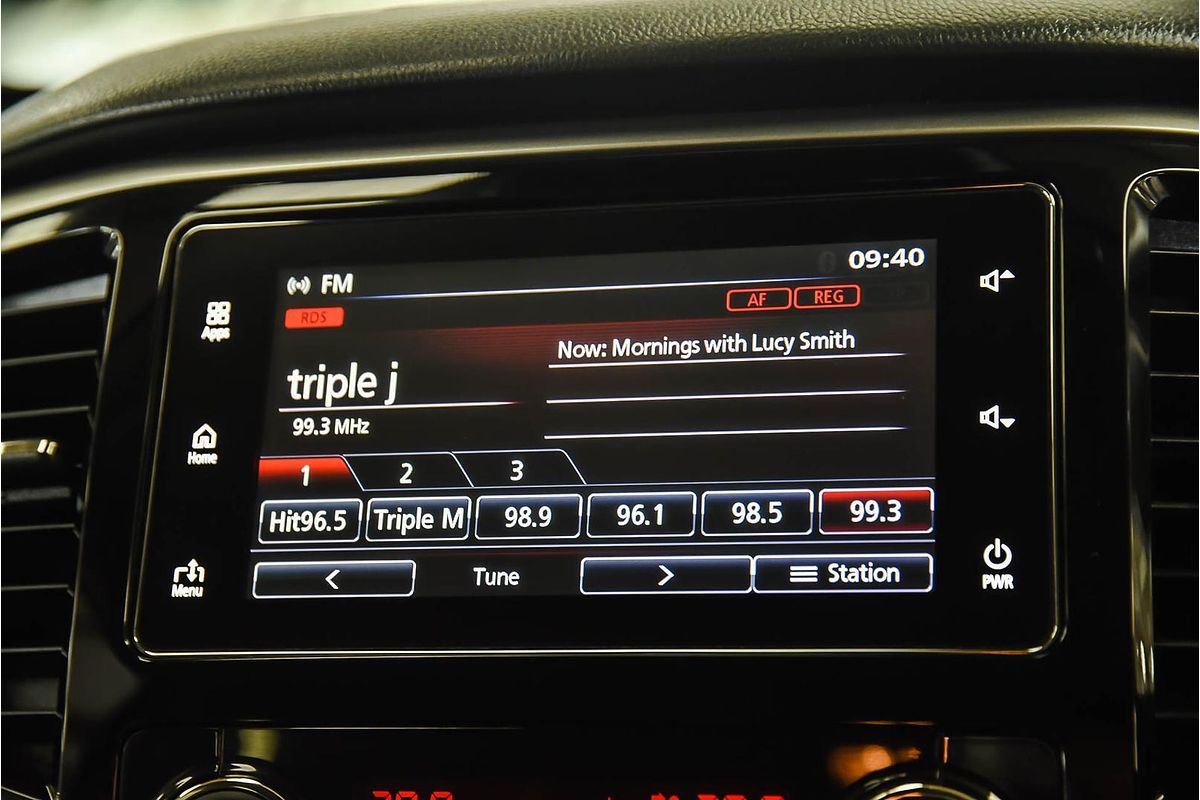 FM
09:40
RDS
AF REG
Now: Mornings with Lucy Smith
triple j
99.3 MHz
1 2 3
Hit96.5 Triple M 98.9 96.1 98.5 99.3
< Tune > Station
Apps
Home
Menu
PWR